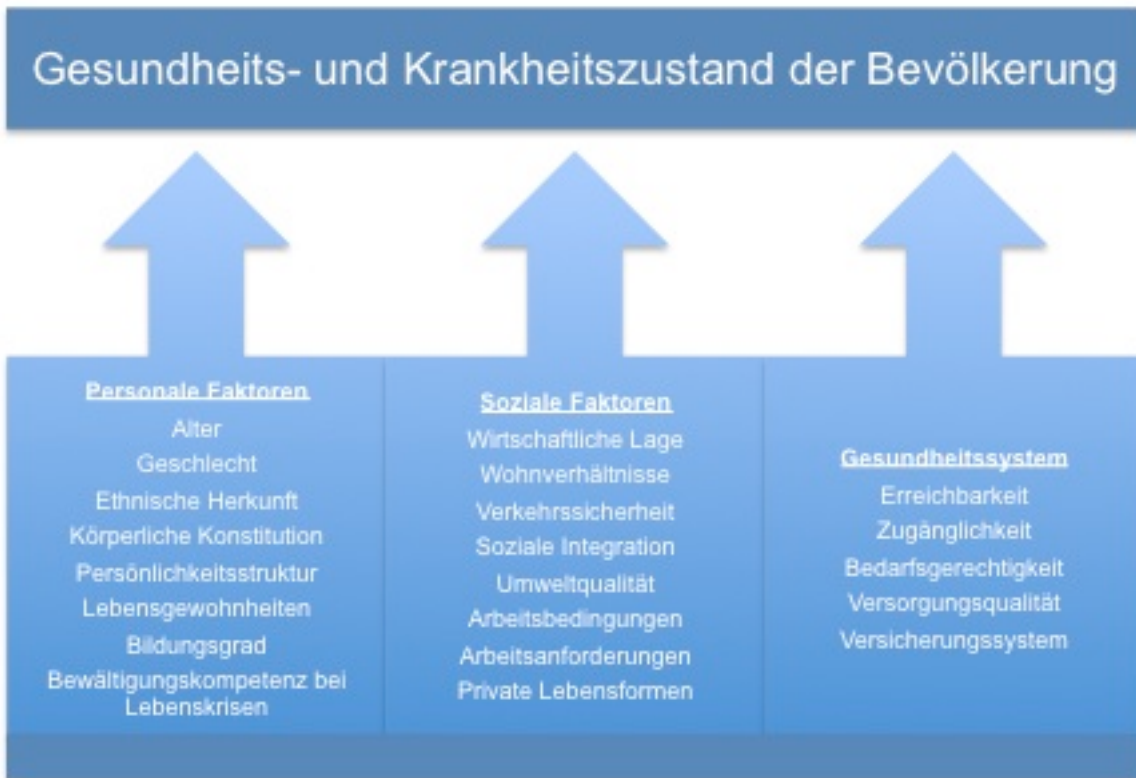 Gesundheits- und Krankheitszustand der Bevölkerung
Personale Faktoren
Alter
Geschlecht
Ethnische Herkunft
Körperliche Konstitution
Persönlichkeitsstruktur
Lebensgewohnheiten
Bildungsgrad
Bewältigungskompetenz bei
Lebenskrisen
Soziale Faktoren
Wirtschaftliche Lage
Wohnverhältnisse
Verkehrssicherheit
Soziale Integration
Umweltqualität
Arbeitsbedingungen
Arbeitsanforderungen
Private Lebensformen
Gesundheitssystem
Erreichbarkeit
Zugänglichkeit
Bedarfsgerechtigkeit
Versorgungsqualität
Versicherungssystem